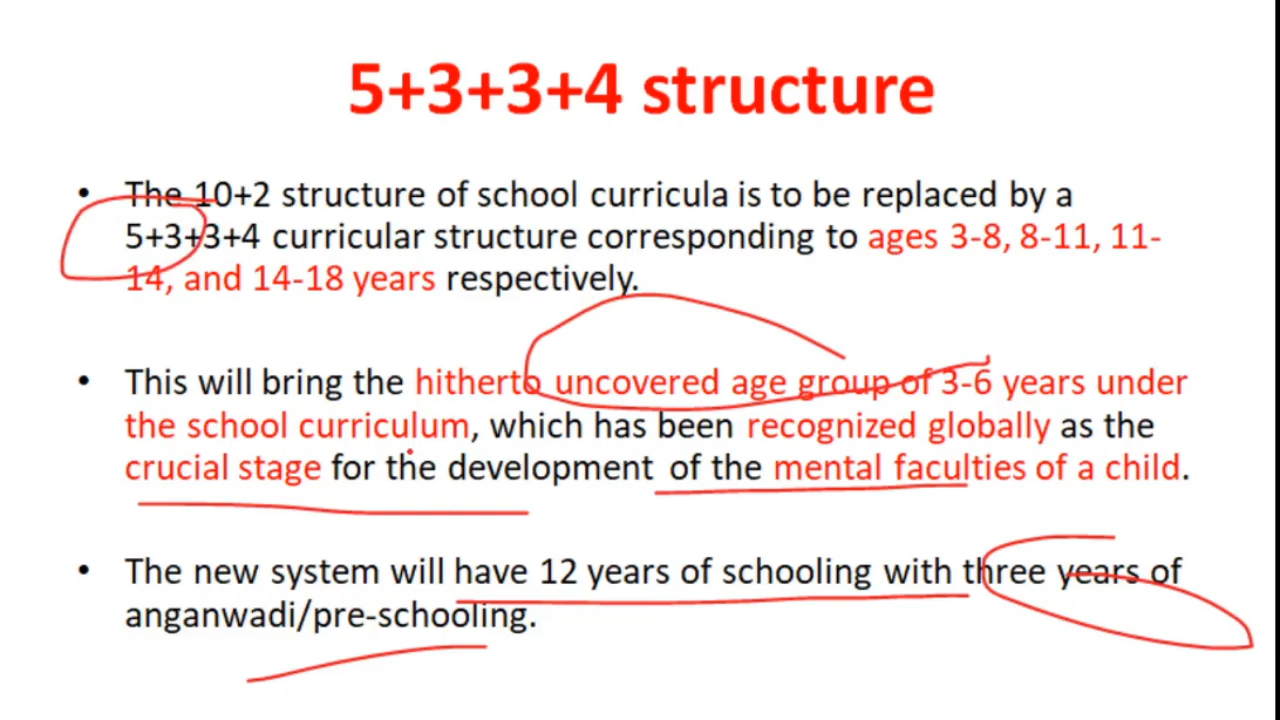 5+3+3+4 structure
• The 10+2 structure of school curricula is to be replaced by a
5+3+3+4 curricular structure corresponding to ages 3-8, 8-11, 11-
14, and 14-18 years respectively.
• This will bring the hitherto uncovered age group of 3-6 years under
the school curriculum, which has been recognized globally as the
crucial stage for the development of the mental faculties of a child.
• The new system will have 12 years of schooling with three years of
anganwadi/pre-schooling.